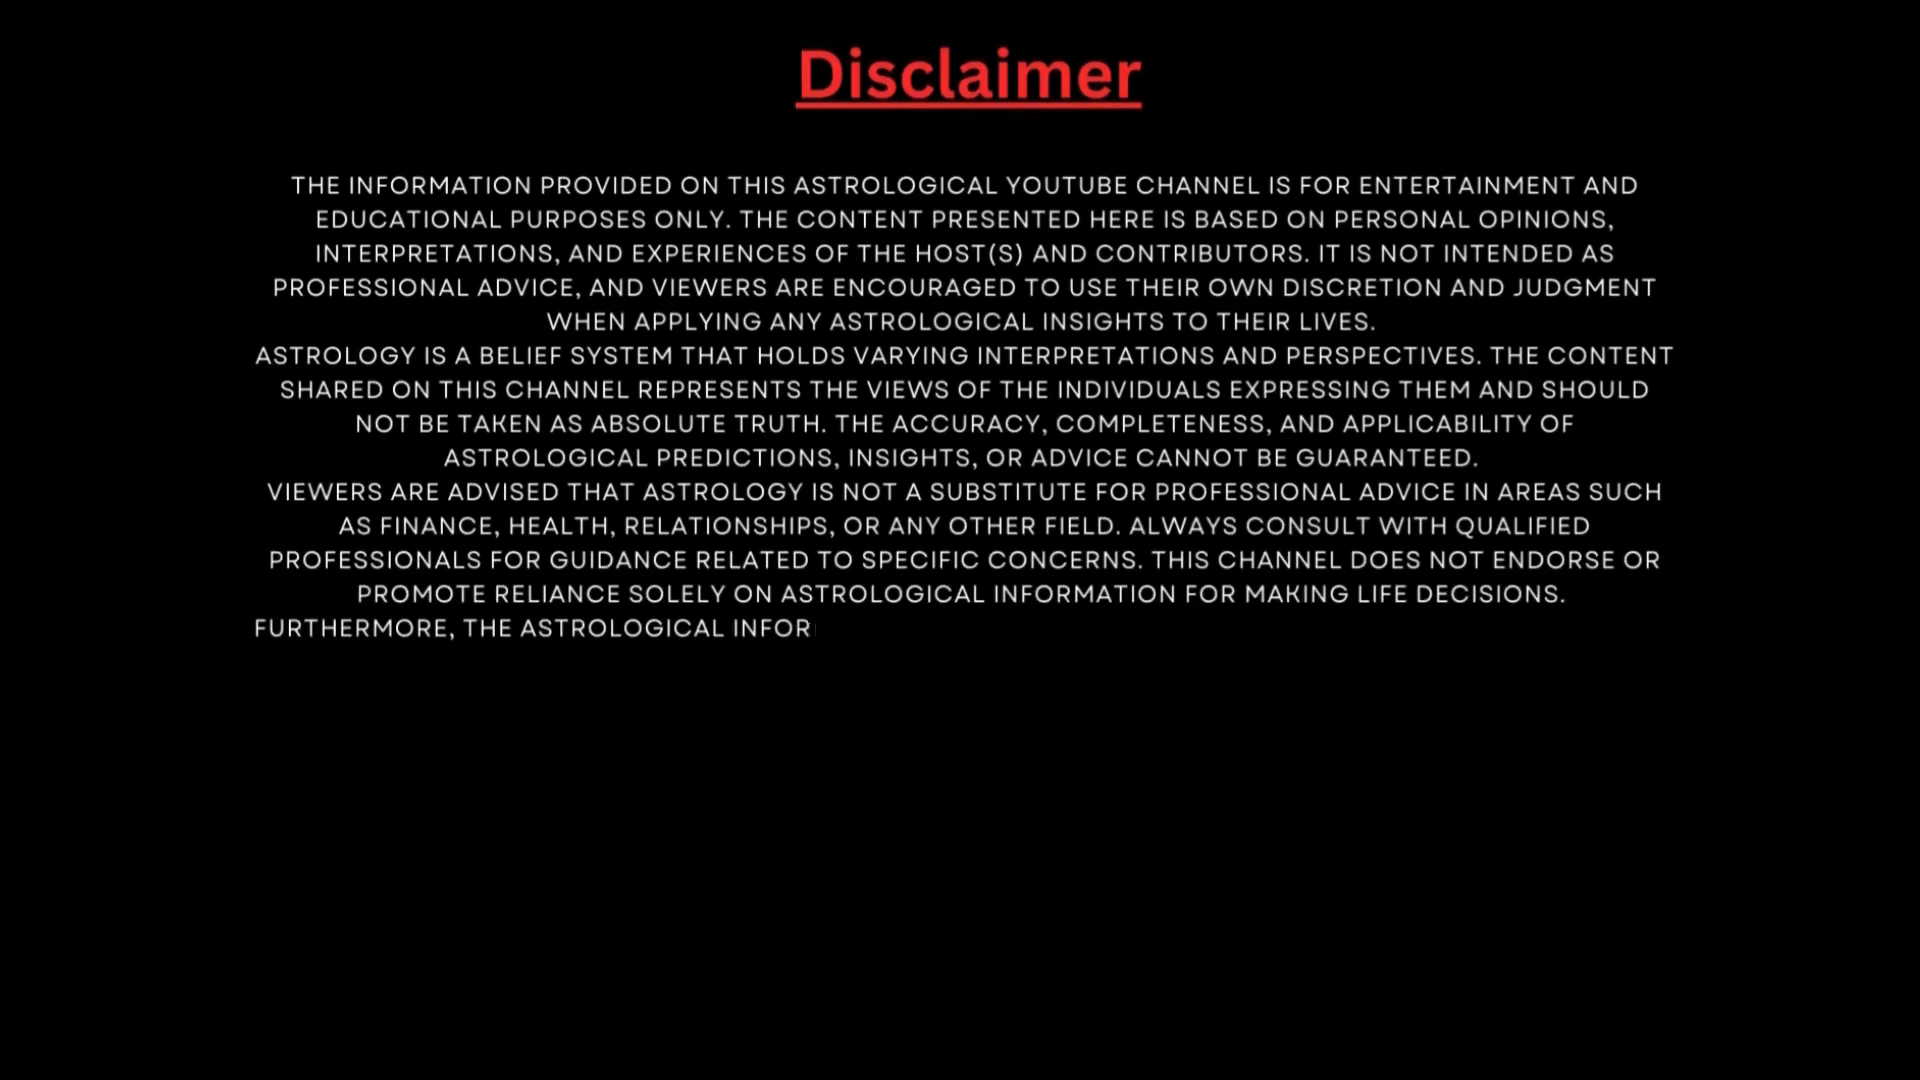 Disclaimer
THE INFORMATION PROVIDED ON THIS ASTROLOGICAL YOUTUBE CHANNEL IS FOR ENTERTAINMENT AND
EDUCATIONAL PURPOSES ONLY. THE CONTENT PRESENTED HERE IS BASED ON PERSONAL OPINIONS,
INTERPRETATIONS, AND EXPERIENCES OF THE HOST(S) AND CONTRIBUTORS. IT IS NOT INTENDED AS
PROFESSIONAL ADVICE, AND VIEWERS ARE ENCOURAGED TO USE THEIR OWN DISCRETION AND JUDGMENT
WHEN APPLYING ANY ASTROLOGICAL INSIGHTS TO THEIR LIVES.
ASTROLOGY IS A BELIEF SYSTEM THAT HOLDS VARYING INTERPRETATIONS AND PERSPECTIVES. THE CONTENT
SHARED ON THIS CHANNEL REPRESENTS THE VIEWS OF THE INDIVIDUALS EXPRESSING THEM AND SHOULD
NOT BE TAKEN AS ABSOLUTE TRUTH. THE ACCURACY, COMPLETENESS, AND APPLICABILITY OF
ASTROLOGICAL PREDICTIONS, INSIGHTS, OR ADVICE CANNOT BE GUARANTEED.
VIEWERS ARE ADVISED THAT ASTROLOGY IS NOT A SUBSTITUTE FOR PROFESSIONAL ADVICE IN AREAS SUCH
AS FINANCE, HEALTH, RELATIONSHIPS, OR ANY OTHER FIELD. ALWAYS CONSULT WITH QUALIFIED
PROFESSIONALS FOR GUIDANCE RELATED TO SPECIFIC CONCERNS. THIS CHANNEL DOES NOT ENDORSE OR
PROMOTE RELIANCE SOLELY ON ASTROLOGICAL INFORMATION FOR MAKING LIFE DECISIONS.
FURTHERMORE, THE ASTROLOGICAL INFOR